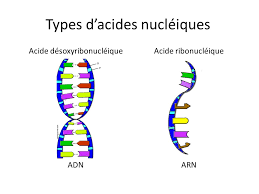 Types d’acides nucléiques
Acide désoxyribonucléique Acide ribonucléique
ADN ARN